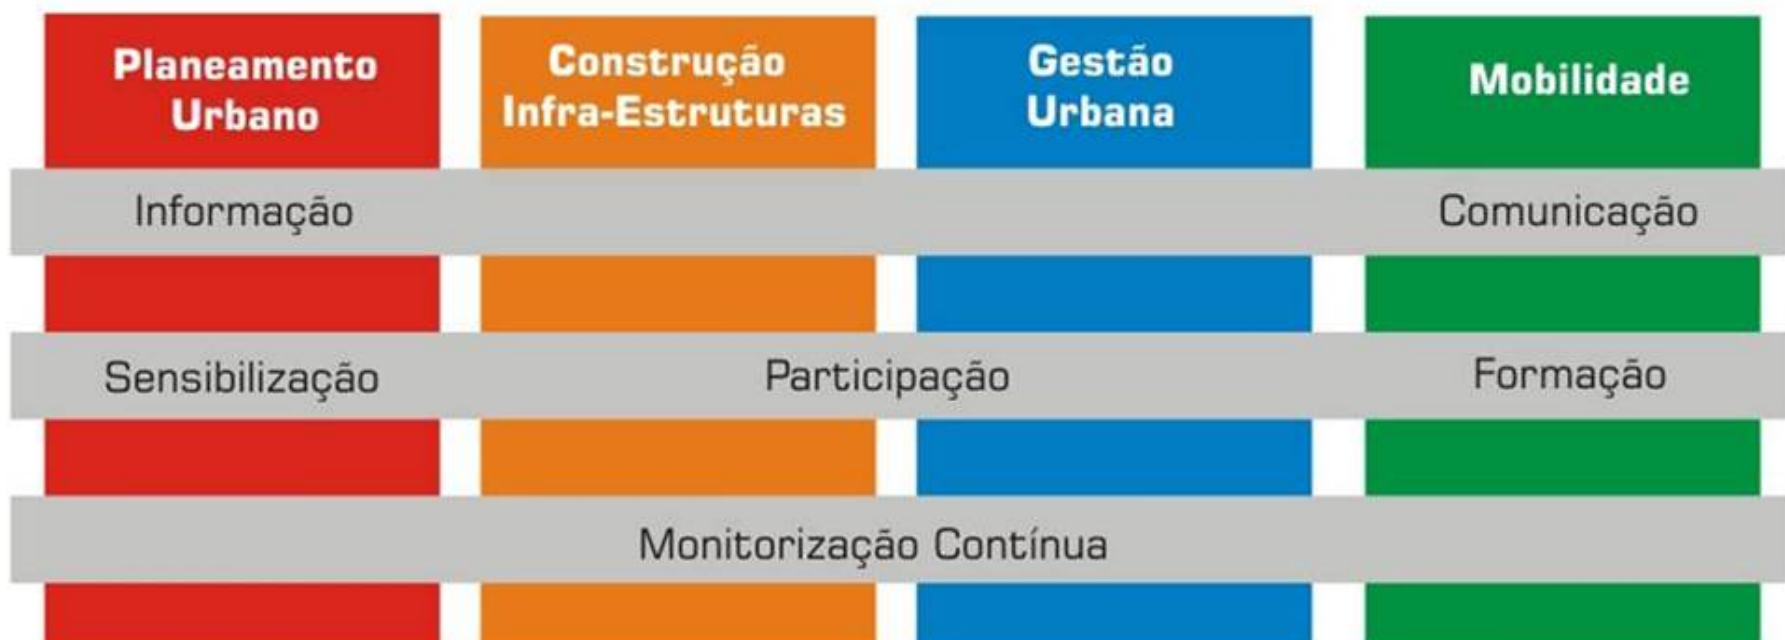 Planeamento
Urbano
Construção
Infra-Estruturas
Gestão
Urbana
Mobilidade
Informação
Comunicação
Sensibilização
Participação
Formação
Monitorização Contínua